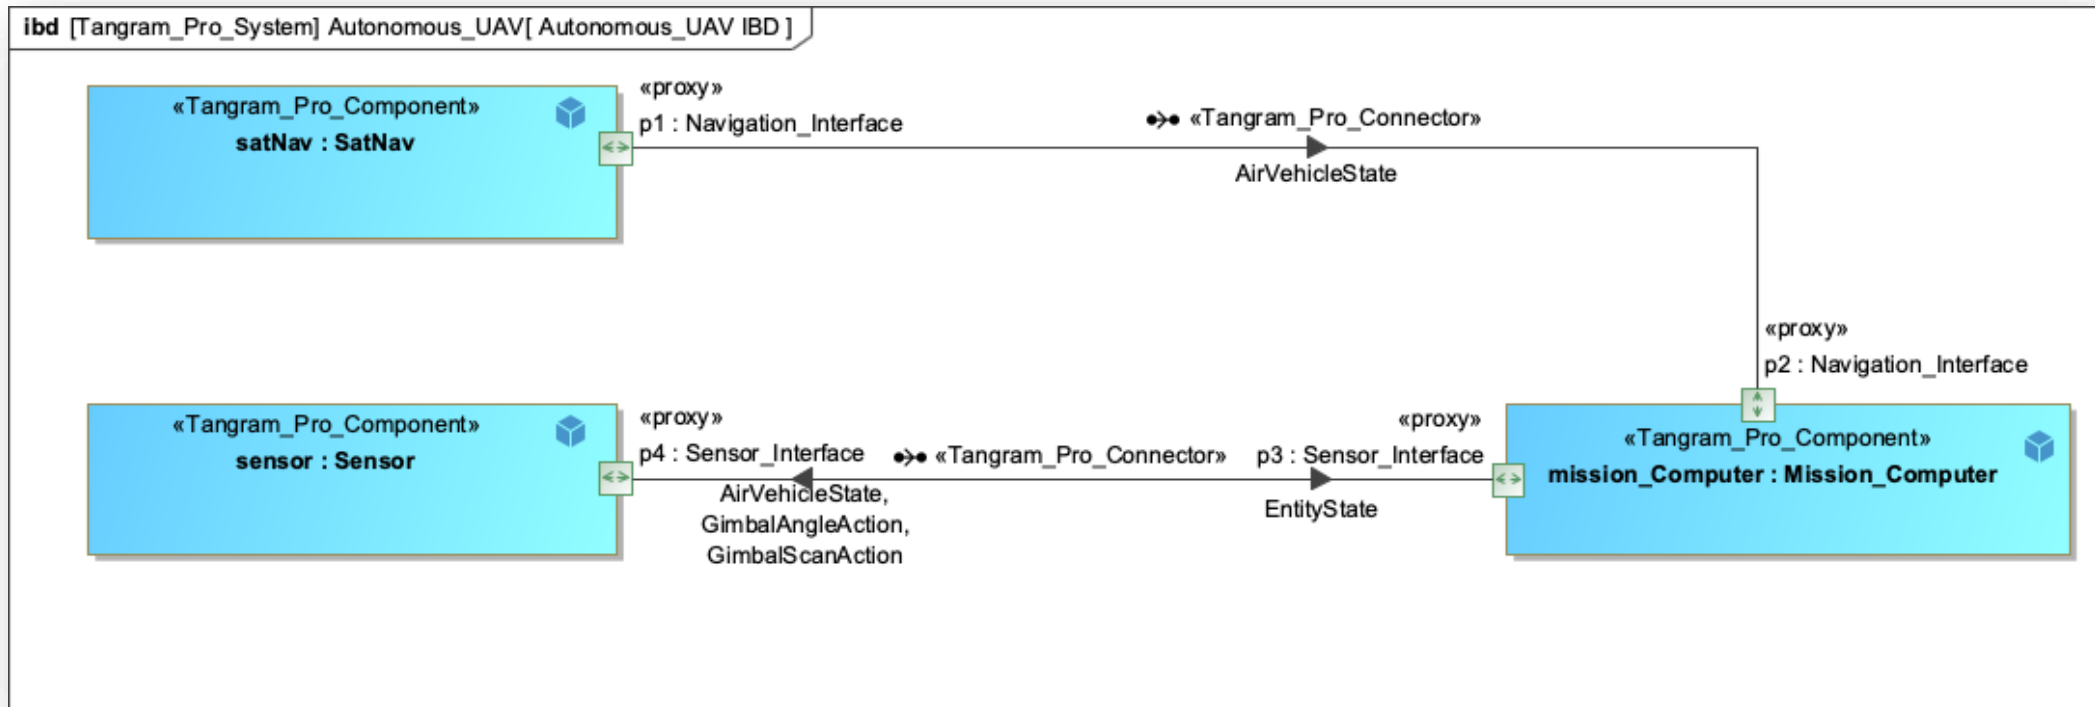 ibd [Tangram_Pro_System] Autonomous_UAV[ Autonomous_UAV IBD ]
«Tangram_Pro_Component»
satNav : SatNav
«proxy»
p1 : Navigation_Interface
«Tangram_Pro_Connector»
AirVehicleState
«proxy»
p2 : Navigation_Interface
«Tangram_Pro_Component»
sensor : Sensor
«proxy»
p4 : Sensor_Interface
AirVehicleState,
GimbalAngleAction,
GimbalScanAction
«Tangram_Pro_Connector»
«proxy»
p3 : Sensor_Interface
EntityState
«Tangram_Pro_Component»
mission_Computer : Mission_Computer